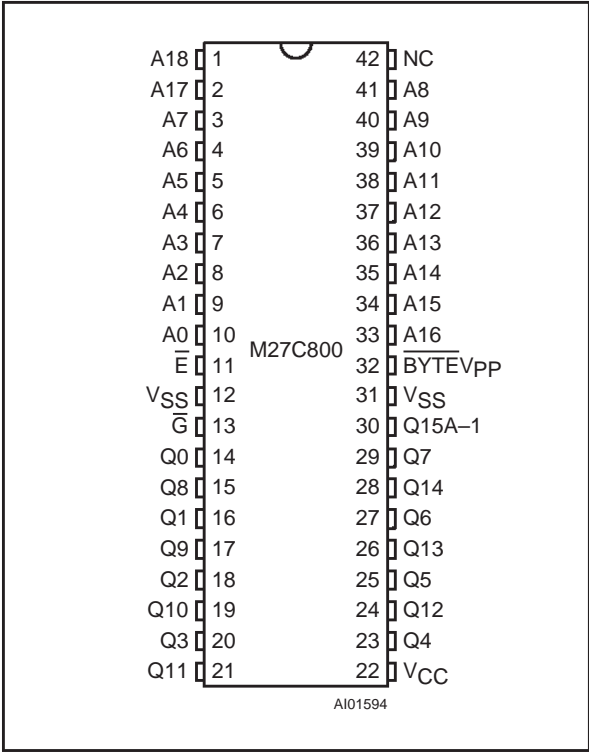 A18 1 42 NC
A17 2 41 A8
A7 3 40 A9
A6 4 39 A10
A5 5 38 A11
A4 6 37 A12
A3 7 36 A13
A2 8 35 A14
A1 9 34 A15
A0 10 33 A16
M27C800
E̅ 11 32 B̅Y̅T̅E̅VPP
VSS 12 31 VSS
G̅ 13 30 Q15A–1
Q0 14 29 Q7
Q8 15 28 Q14
Q1 16 27 Q6
Q9 17 26 Q13
Q2 18 25 Q5
Q10 19 24 Q12
Q3 20 23 Q4
Q11 21 22 VCC
AI01594